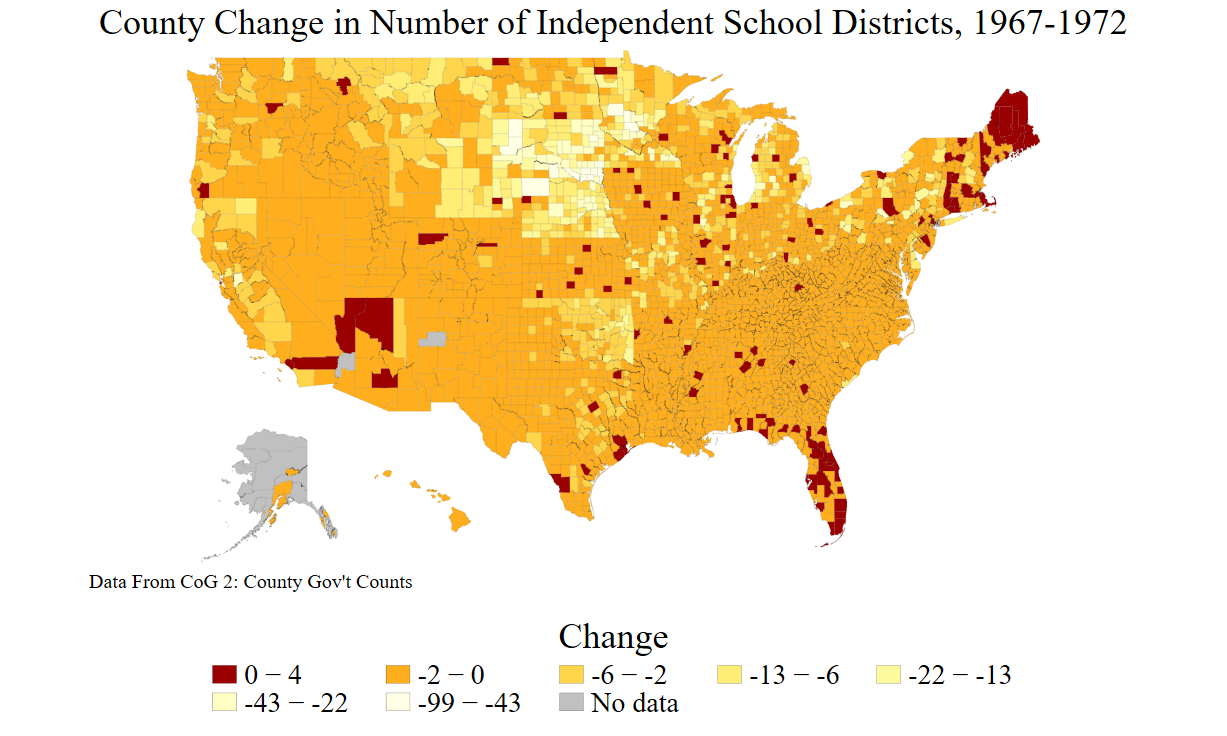 County Change in Number of Independent School Districts, 1967-1972
Data From CoG 2: County Gov't Counts
Change
0 − 4 -2 − 0 -6 − -2 -13 − -6 -22 − -13
-43 − -22 -99 − -43 No data